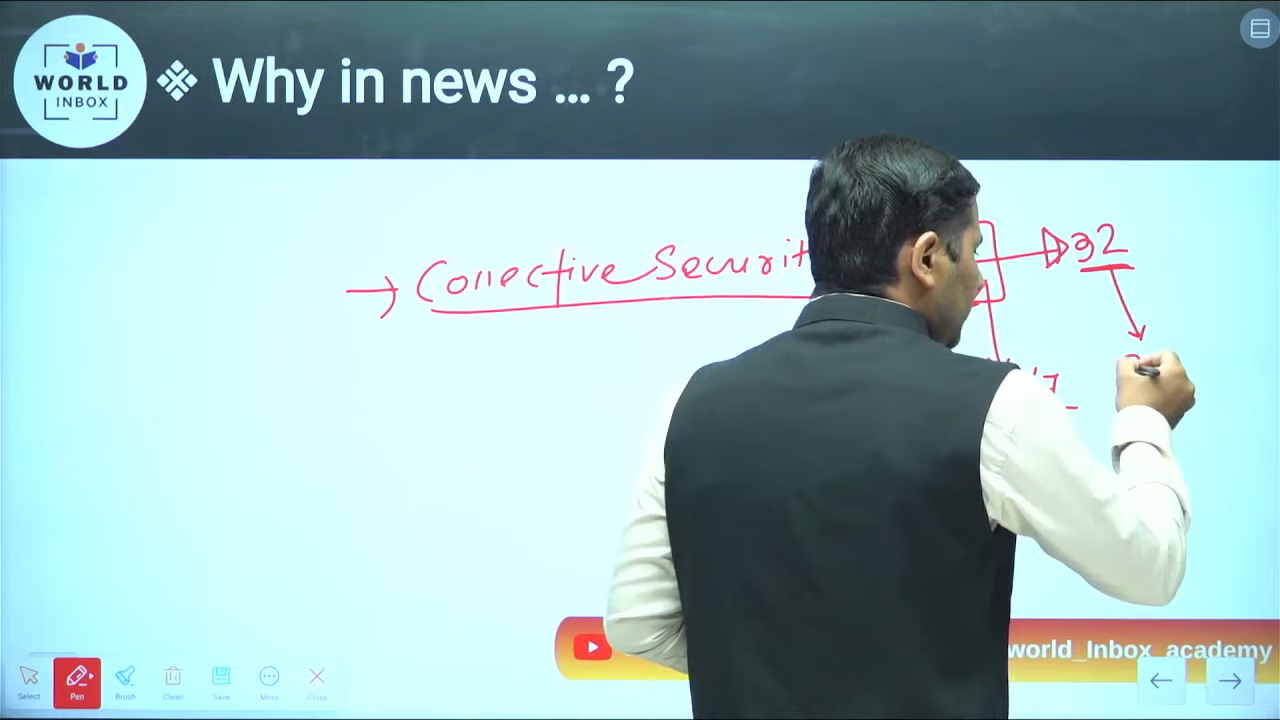 WORLD
INBOX
❖ Why in news ... ?
→ Collective Securit
32
world_Inbox_academy
Select
Pen
Brush
Clean
Save
More
Close